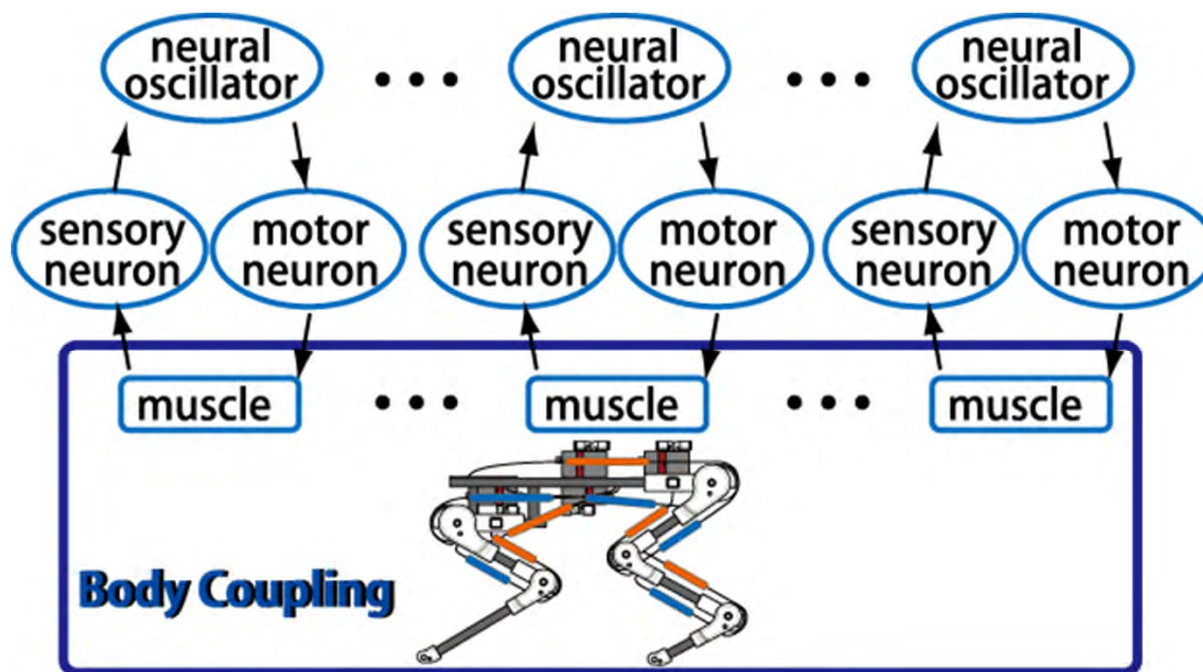 neural
oscillator
neural
oscillator
neural
oscillator
sensory
neuron
motor
neuron
sensory
neuron
motor
neuron
sensory
neuron
motor
neuron
muscle
muscle
muscle
Body Coupling